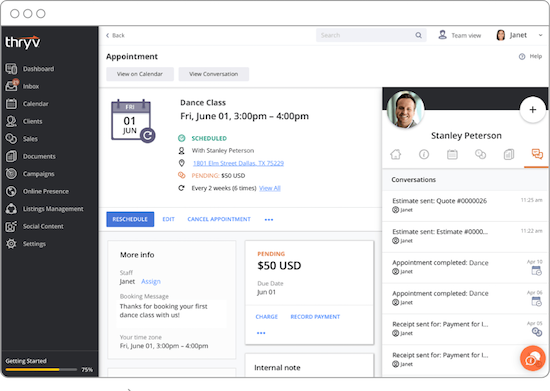 thryv
Dashboard
Inbox
Calendar
Clients
Sales
Documents
Campaigns
Online Presence
Listings Management
Social Content
Settings
Getting Started
75%
Back
Search
Team view
Janet
Appointment
Help
View on Calendar
View Conversation
FRI
01
JUN
Dance Class
Fri, June 01, 3:00pm – 4:00pm
SCHEDULED
With Stanley Peterson
1801 Elm Street Dallas, TX 75229
PENDING: $50 USD
Every 2 weeks (6 times) View All
RESCHEDULE
EDIT
CANCEL APPOINTMENT
More info
Staff
Janet Assign
Booking Message
Thanks for booking your first
dance class with us!
Your time zone
Fri, June 01, 3:00pm – 4:00pm
PENDING
$50 USD
Due Date
Jun 01
CHARGE
RECORD PAYMENT
Internal note
Stanley Peterson
Conversations
Estimate sent: Quote #0000026
11:25 am
Janet
Estimate sent: Estimate #0000...
11:22 am
Janet
Appointment completed: Dance
Apr 10
Janet
Appointment completed: Dance
Apr 06
Janet
Receipt sent for: Payment for I...
Apr 05
Janet
Receipt sent for: Payment for I...
Janet